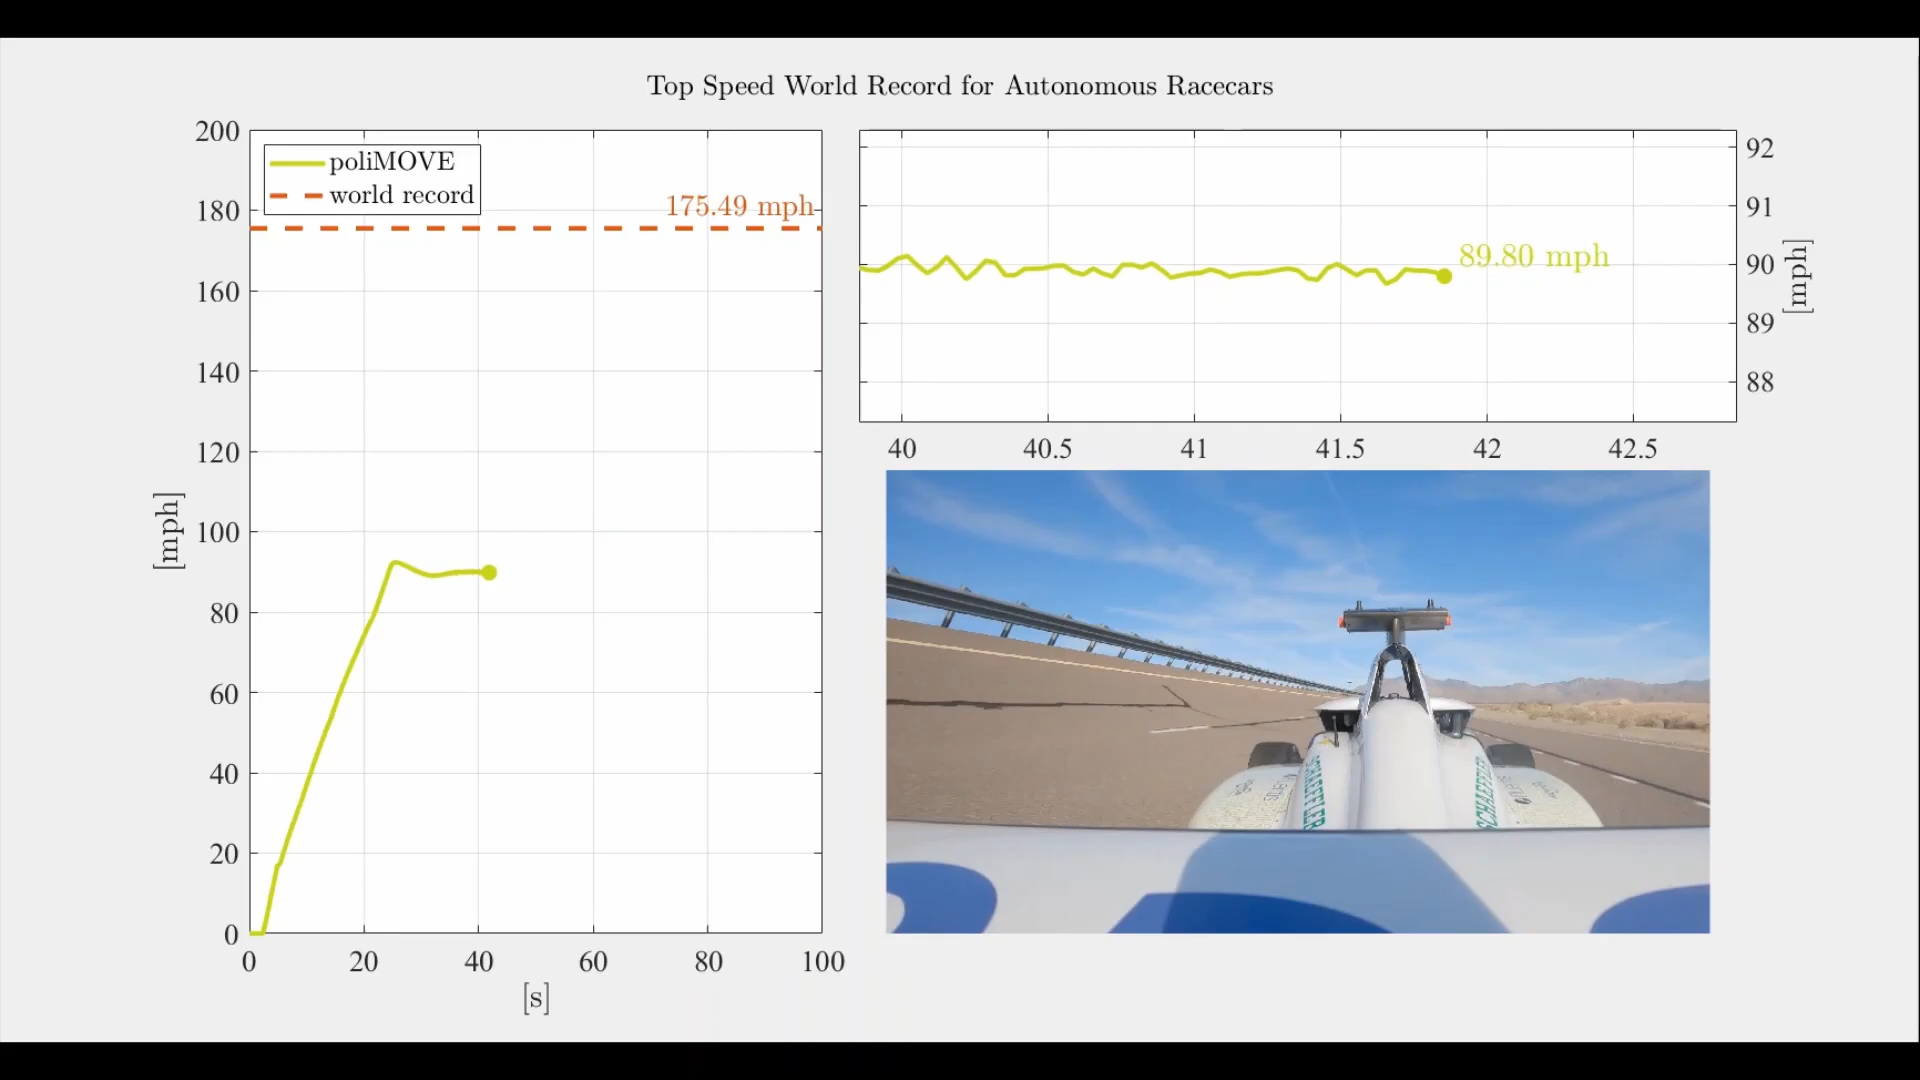 Top Speed World Record for Autonomous Racecars
200
180
160
140
120
100
80
60
40
20
0
[mph]
poliMOVE
world record
175.49 mph
0 20 40 60 80 100
[s]
92
91
90
89
88
[mph]
89.80 mph
40 40.5 41 41.5 42 42.5
SCHAEFFLER
SCHAEFFLER